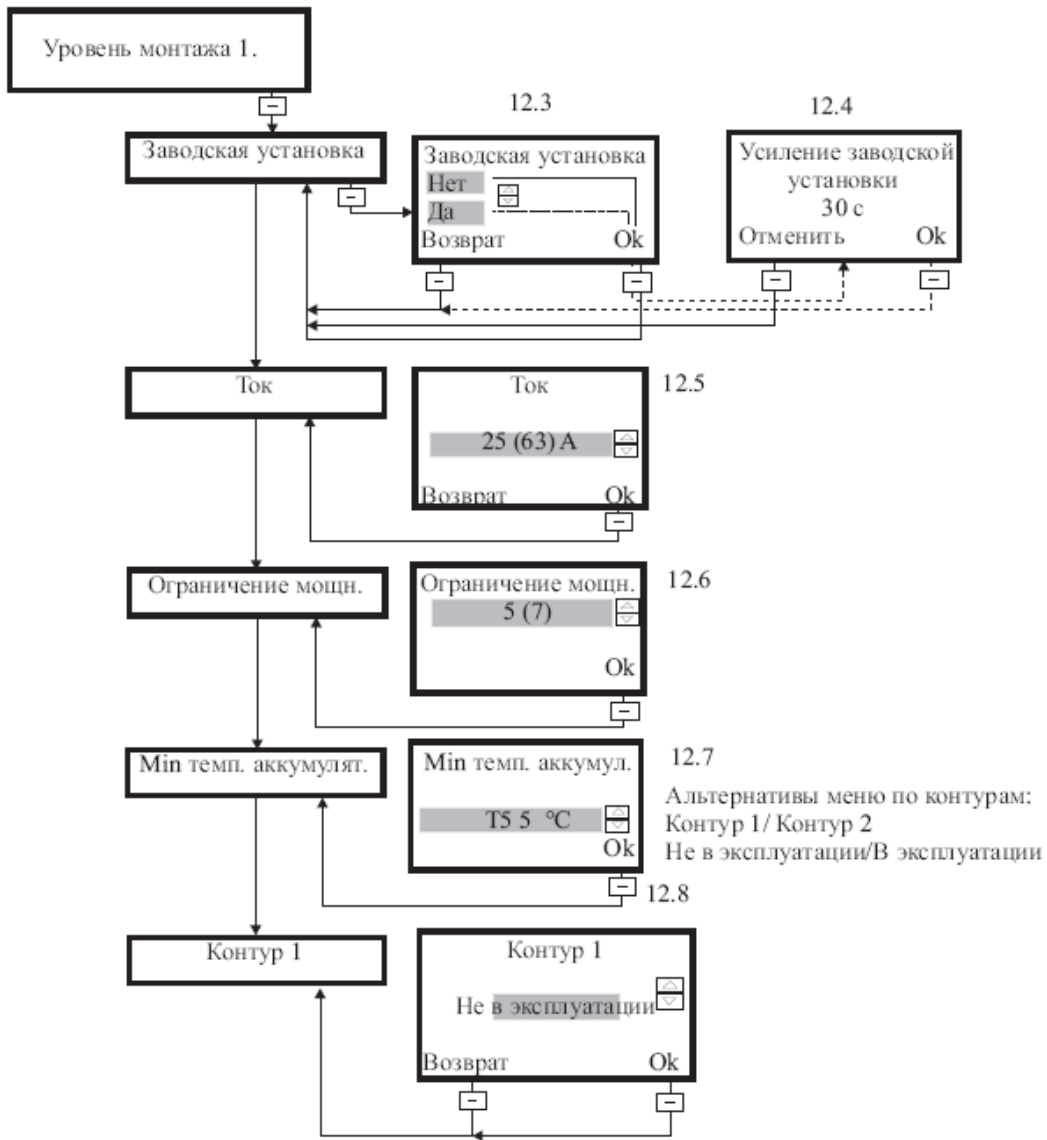 Уровень монтажа 1.
12.3
12.4
Заводская установка
Заводская установка
Нет
Да
Возврат Ok
Усиление заводской
установки
30 с
Отменить Ok
Ток
Ток
12.5
25 (63) А
Возврат Ok
Ограничение мощн.
Ограничение мощн.
12.6
5 (7)
Ok
Min темп. аккумулят.
Min темп. аккумул.
12.7
T5 5 °C
Ok
Альтернативы меню по контурам:
Контур 1/ Контур 2
Не в эксплуатации/В эксплуатации
12.8
Контур 1
Контур 1
Не в эксплуатации
Возврат Ok